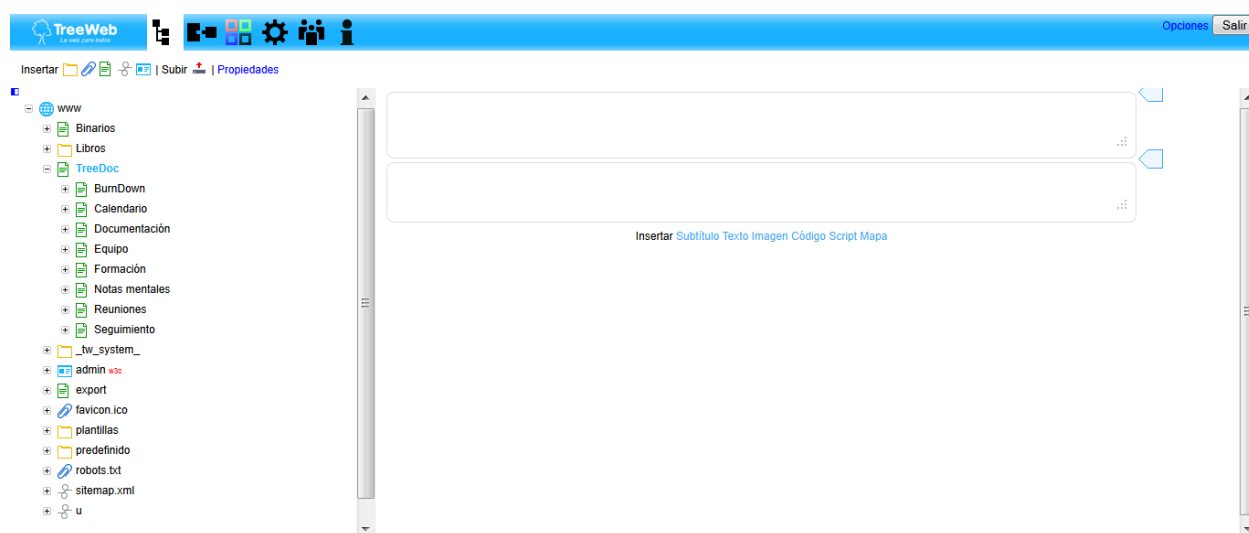 TreeWeb
La web para todos
Opciones Salir
Insertar | Subir | Propiedades
www
Binarios
Libros
TreeDoc
BurnDown
Calendario
Documentación
Equipo
Formación
Notas mentales
Reuniones
Seguimiento
_tw_system_
admin w3c
export
favicon.ico
plantillas
predefinido
robots.txt
sitemap.xml
u
Insertar Subtítulo Texto Imagen Código Script Mapa